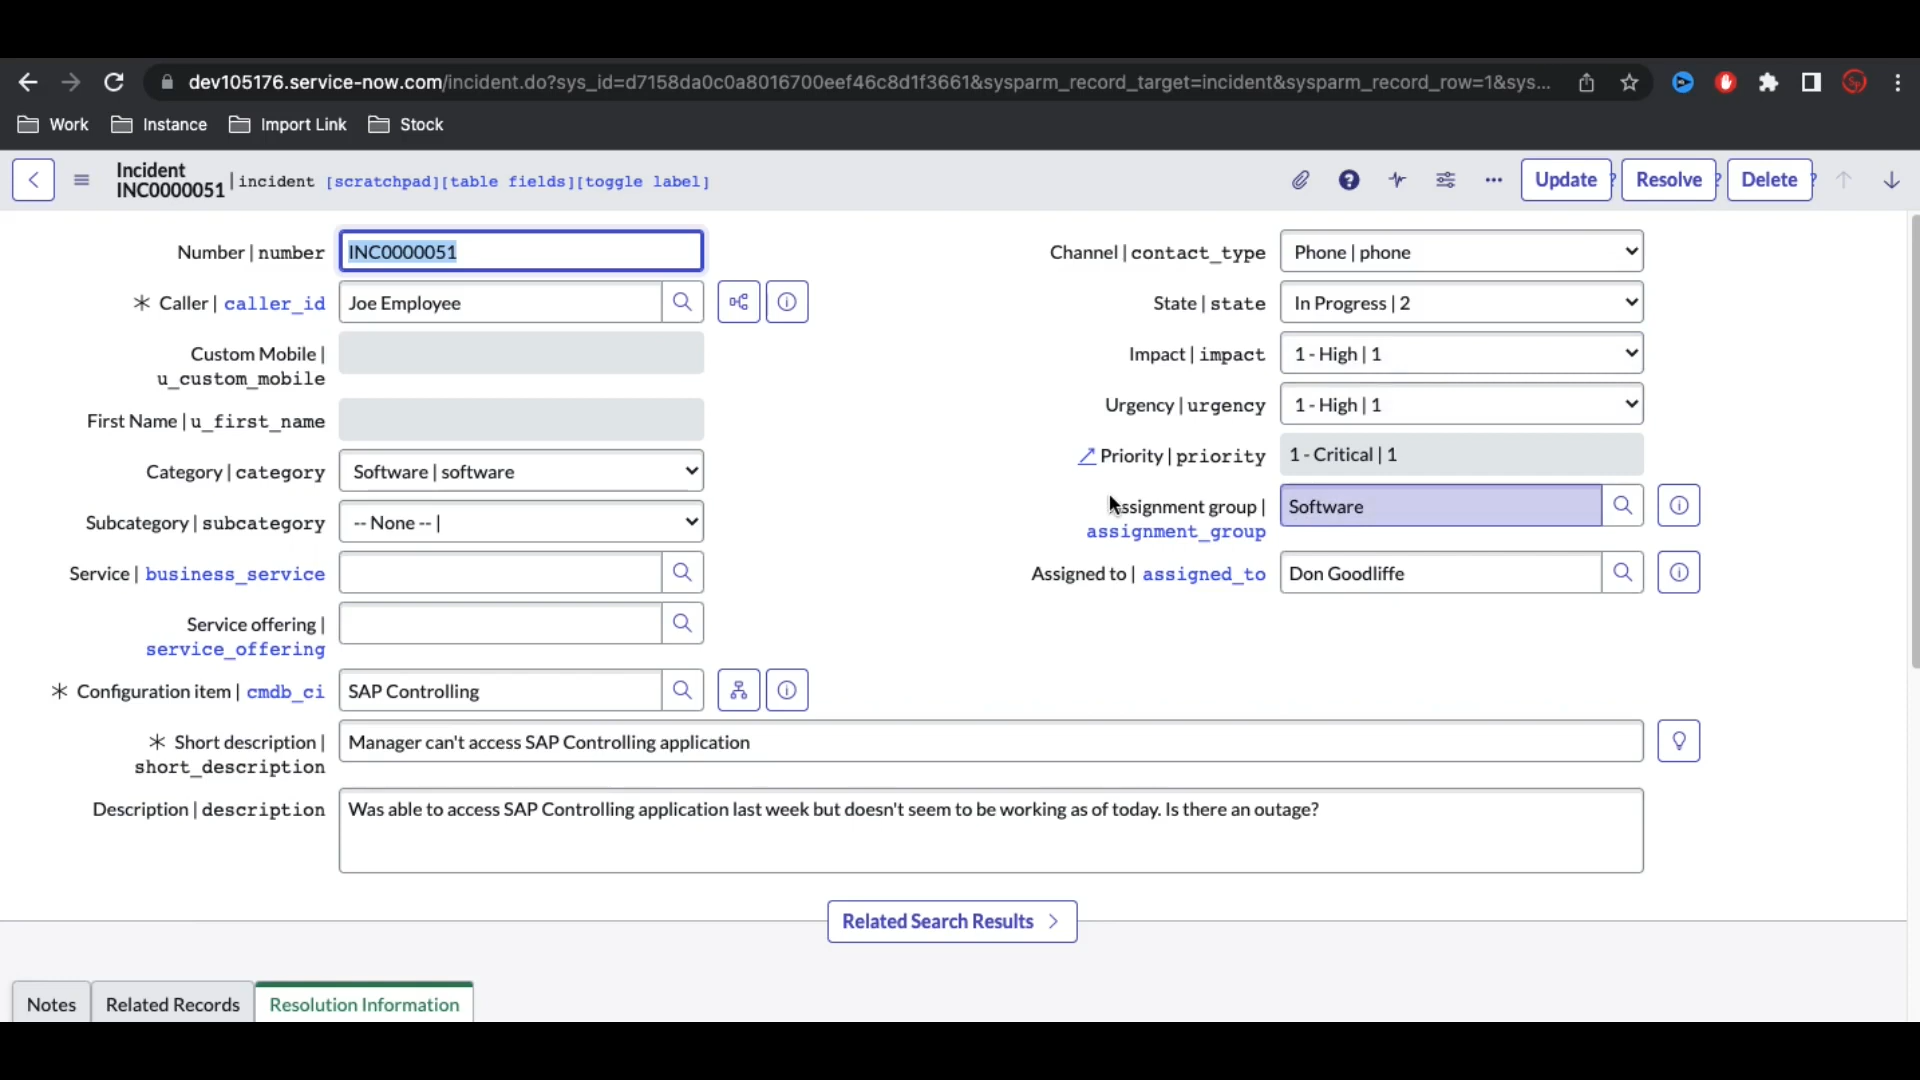 dev105176.service-now.com/incident.do?sys_id=d7158da0c0a8016700eef46c8d1f3661&sysparm_record_target=incident&sysparm_record_row=1&sys...
Work Instance Import Link Stock
Incident
INC0000051 | incident [scratchpad][table fields][toggle label]
Update ? Resolve ? Delete ?
Number | number INC0000051
Channel | contact_type Phone | phone
* Caller | caller_id Joe Employee
State | state In Progress | 2
Custom Mobile |
u_custom_mobile
Impact | impact 1 - High | 1
First Name | u_first_name
Urgency | urgency 1 - High | 1
Category | category Software | software
Priority | priority 1 - Critical | 1
Subcategory | subcategory -- None -- |
Assignment group |
assignment_group
Software
Service | business_service
Assigned to | assigned_to Don Goodliffe
Service offering |
service_offering
* Configuration item | cmdb_ci SAP Controlling
* Short description |
short_description
Manager can't access SAP Controlling application
Description | description Was able to access SAP Controlling application last week but doesn't seem to be working as of today. Is there an outage?
Related Search Results >
Notes Related Records Resolution Information